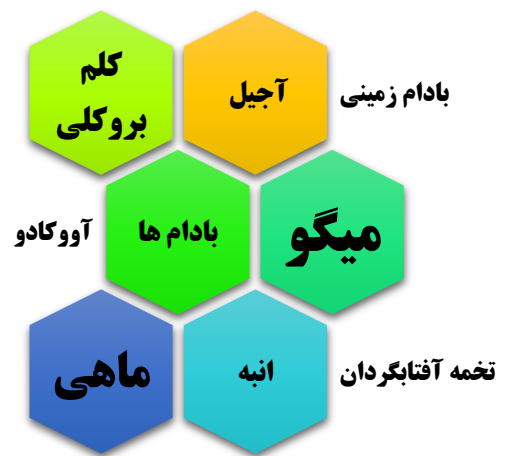 کلم
بروکلی
آجیل
بادام زمینی
آووکادو
بادام ها
میگو
ماهی
انبه
تخمه آفتابگردان